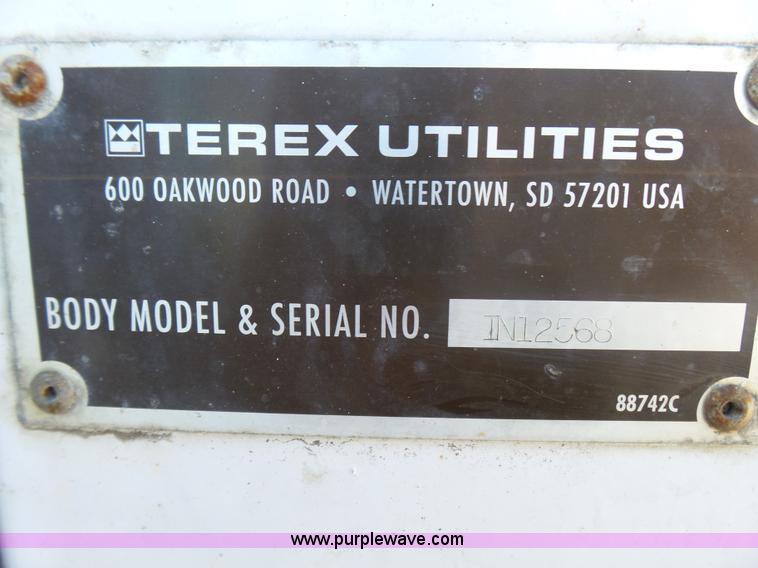 TEREX UTILITIES
600 OAKWOOD ROAD • WATERTOWN, SD 57201 USA
BODY MODEL & SERIAL NO. IN12568
88742C
www.purplewave.com